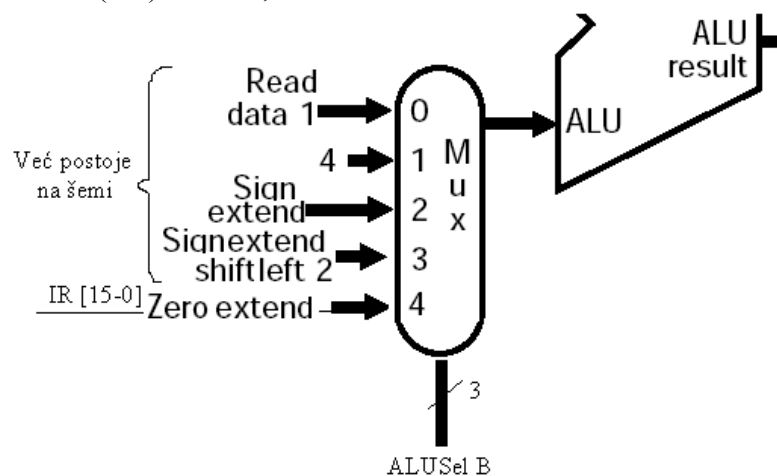 ALU
result
Read
data 1
0
ALU
Već postoje
na šemi
4
1
M
u
x
Sign
extend
2
Signextend
shiftleft 2
3
IR [15-0]
Zero extend
4
3
ALUSel B